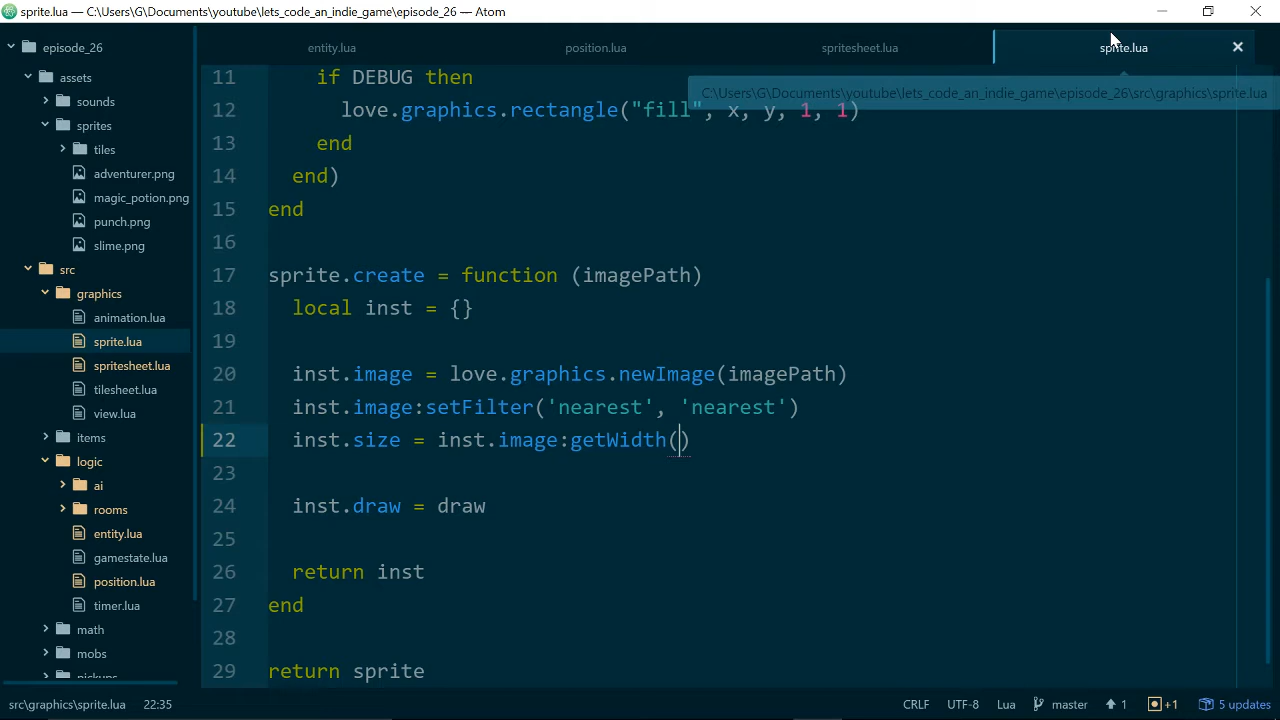 sprite.lua — C:\Users\G\Documents\youtube\lets_code_an_indie_game\episode_26 — Atom
episode_26
assets
sounds
sprites
tiles
adventurer.png
magic_potion.png
punch.png
slime.png
src
graphics
animation.lua
sprite.lua
spritesheet.lua
tilesheet.lua
view.lua
items
logic
ai
rooms
entity.lua
gamestate.lua
position.lua
timer.lua
math
mobs
pickups
entity.lua
position.lua
spritesheet.lua
sprite.lua
C:\Users\G\Documents\youtube\lets_code_an_indie_game\episode_26\src\graphics\sprite.lua
11 if DEBUG then
12 love.graphics.rectangle("fill", x, y, 1, 1)
13 end
14 end)
15 end
16
17 sprite.create = function (imagePath)
18 local inst = {}
19
20 inst.image = love.graphics.newImage(imagePath)
21 inst.image:setFilter('nearest', 'nearest')
22 inst.size = inst.image:getWidth()
23
24 inst.draw = draw
25
26 return inst
27 end
28
29 return sprite
src\graphics\sprite.lua 22:35 CRLF UTF-8 Lua master 1 +1 5 updates